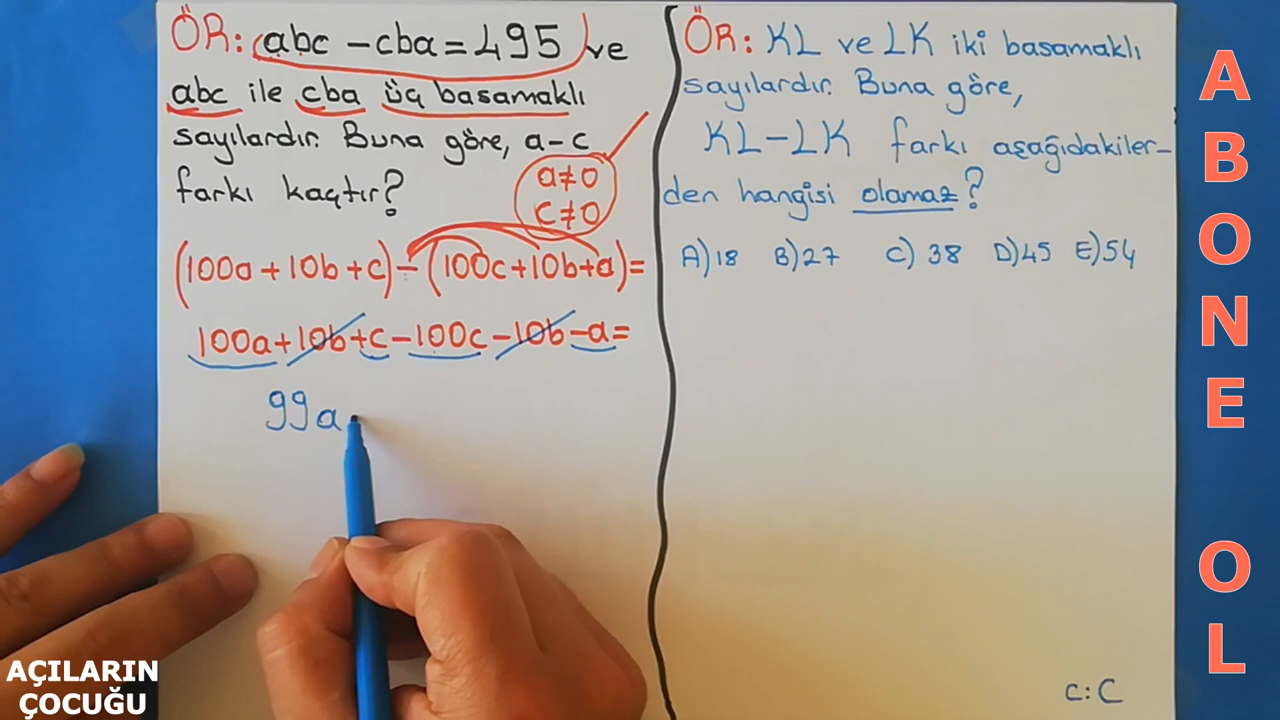 ÖR: abc - cba = 495 ve
abc ile cba üç basamaklı
sayılardır. Buna göre, a-c
farkı kaçtır?
a≠0
c≠0
(100a+10b+c)-(100c+10b+a)=
100a+10b+c-100c-10b-a=
99a
ÖR: KL ve LK iki basamaklı
sayılardır. Buna göre,
KL-LK farkı aşağıdakiler-
den hangisi olamaz?
A) 18 B) 27 C) 38 D) 45 E) 54
c: C
ABONE OL
AÇILARIN
ÇOCUĞU